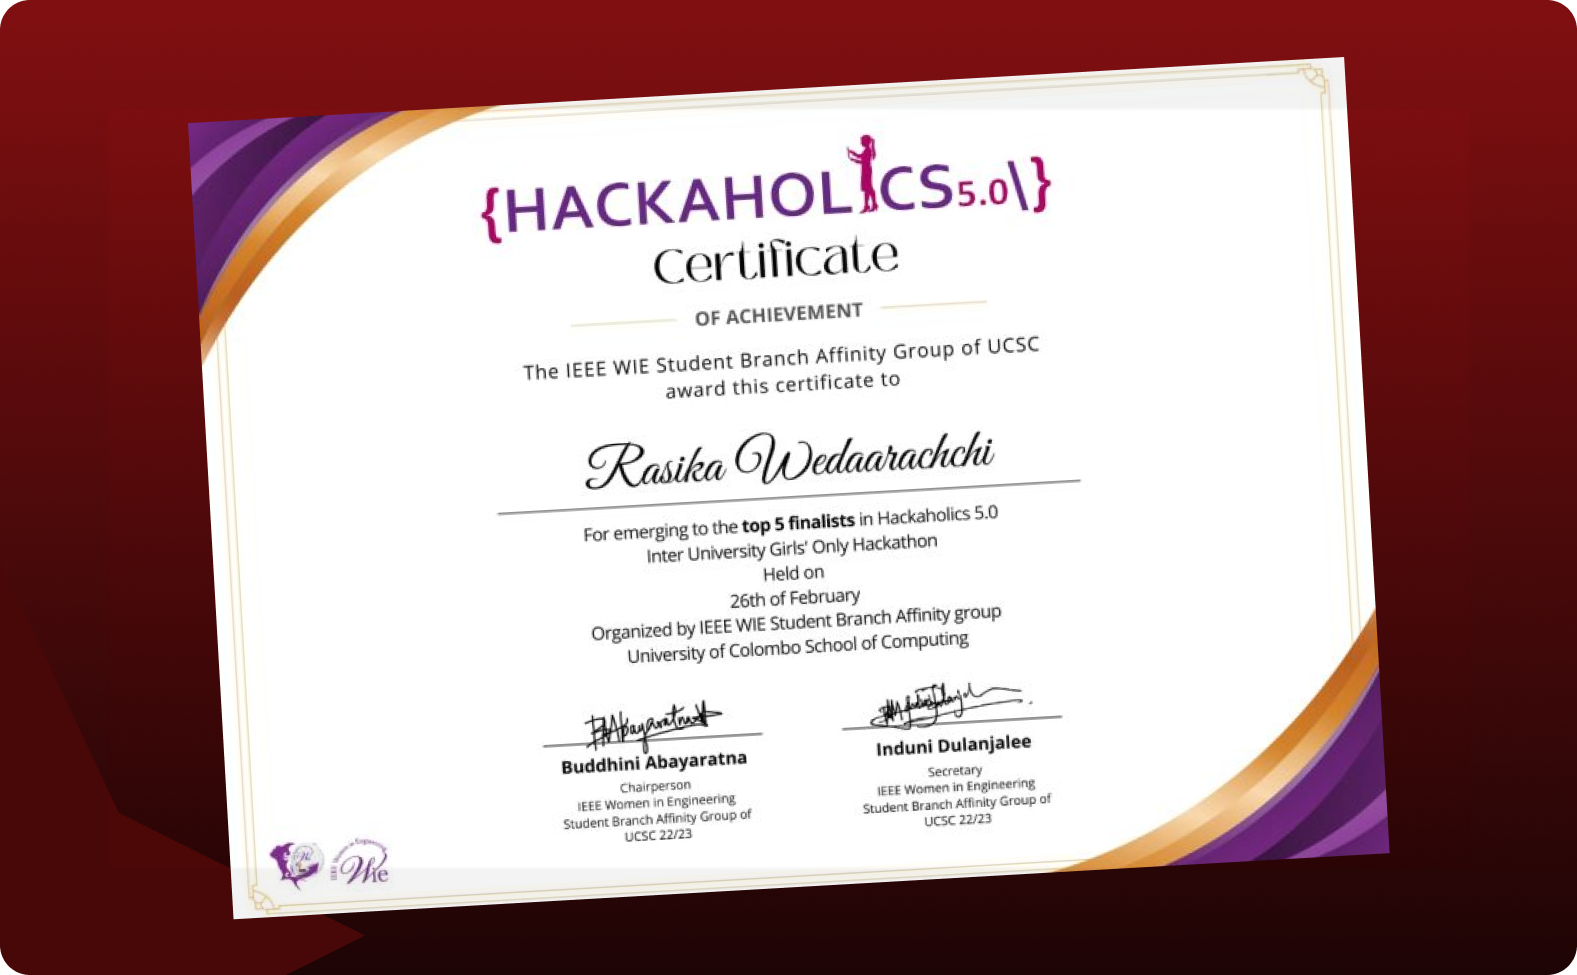 {HACKAHOLICS 5.0\}
Certificate
OF ACHIEVEMENT
The IEEE WIE Student Branch Affinity Group of UCSC
award this certificate to
Rasika Wedaarachchi
For emerging to the top 5 finalists in Hackaholics 5.0
Inter University Girls' Only Hackathon
Held on
26th of February
Organized by IEEE WIE Student Branch Affinity group
University of Colombo School of Computing
Buddhini Abayaratna
Chairperson
IEEE Women in Engineering
Student Branch Affinity Group of
UCSC 22/23
Induni Dulanjalee
Secretary
IEEE Women in Engineering
Student Branch Affinity Group of
UCSC 22/23
IEEE Women in Engineering
WIE